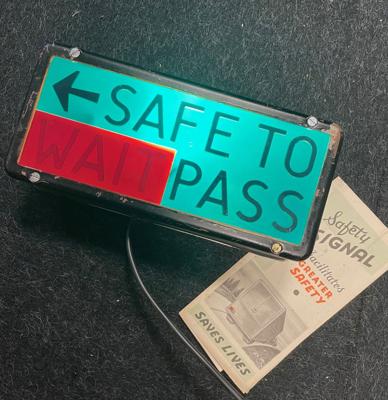 ← SAFE TO
WAIT PASS
Safety
SIGNAL
Facilitates
GREATER
SAFETY
SAVES LIVES